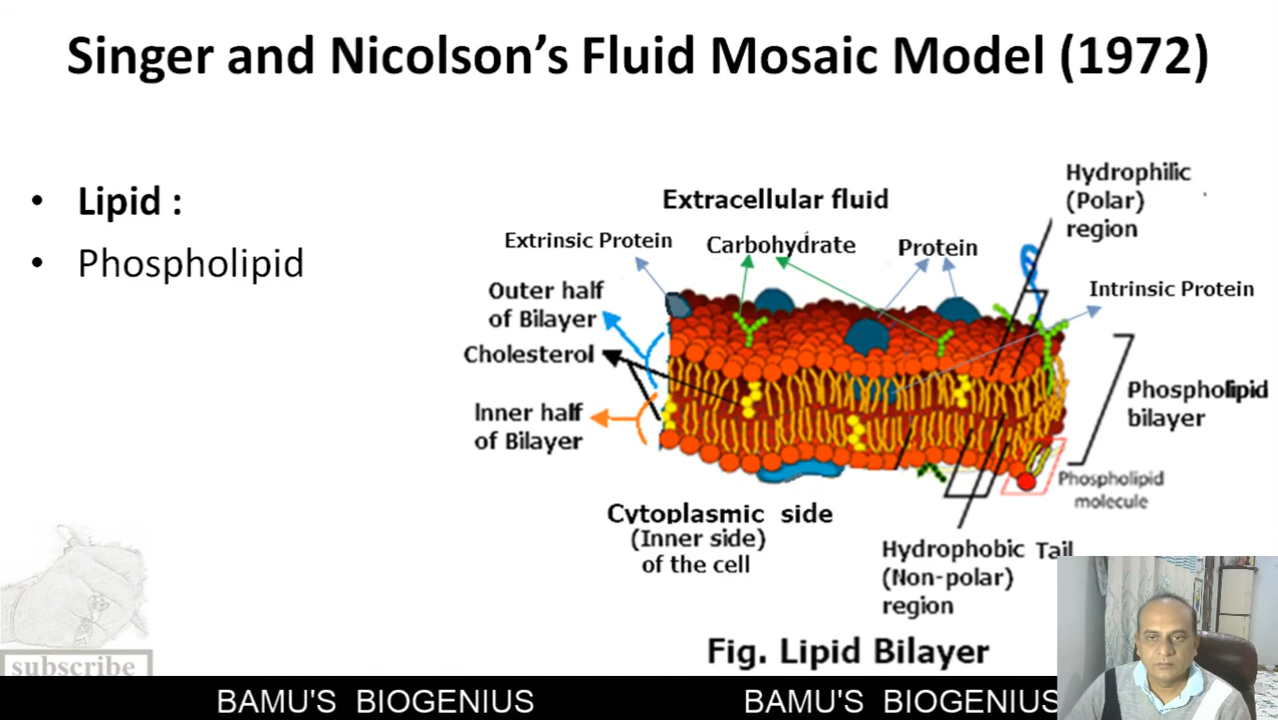 Singer and Nicolson’s Fluid Mosaic Model (1972)
• Lipid :
• Phospholipid
Extracellular fluid
Hydrophilic
(Polar)
region
Extrinsic Protein
Carbohydrate
Protein
Intrinsic Protein
Outer half
of Bilayer
Cholesterol
Inner half
of Bilayer
Phospholipid
bilayer
Phospholipid
molecule
Cytoplasmic side
(Inner side)
of the cell
Hydrophobic Tail
(Non-polar)
region
Fig. Lipid Bilayer
subscribe
BAMU'S BIOGENIUS
BAMU'S BIOGENIUS